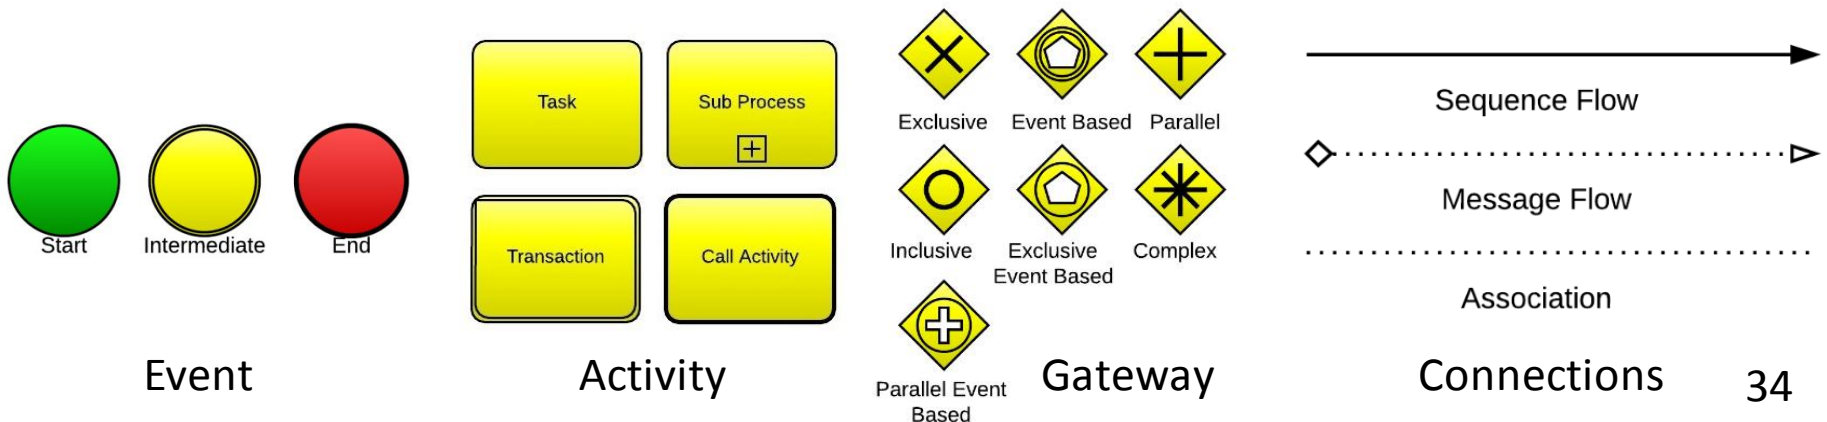 Start
Intermediate
End
Event
Task
Sub Process
Transaction
Call Activity
Activity
Exclusive
Event Based
Parallel
Inclusive
Exclusive
Event Based
Complex
Parallel Event
Based
Gateway
Sequence Flow
Message Flow
Association
Connections
34